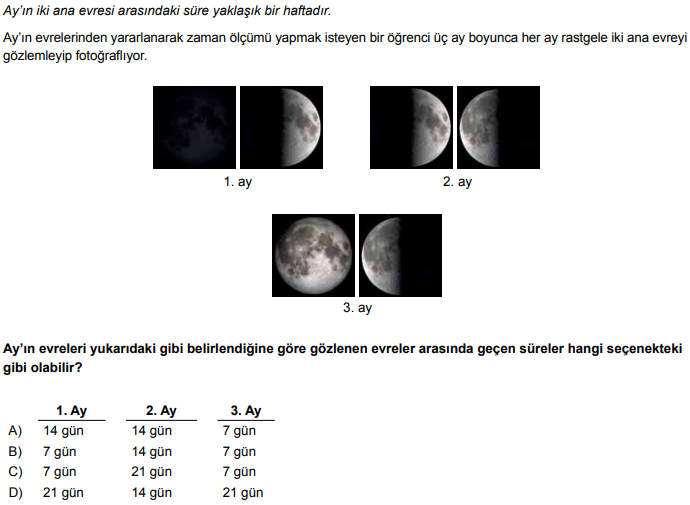 Ay'ın iki ana evresi arasındaki süre yaklaşık bir haftadır.
Ay'ın evrelerinden yararlanarak zaman ölçümü yapmak isteyen bir öğrenci üç ay boyunca her ay rastgele iki ana evreyi
gözlemleyip fotoğraflıyor.
1. ay 2. ay
3. ay
Ay'ın evreleri yukarıdaki gibi belirlendiğine göre gözlenen evreler arasında geçen süreler hangi seçenekteki
gibi olabilir?
1. Ay 2. Ay 3. Ay
A) 14 gün 14 gün 7 gün
B) 7 gün 14 gün 7 gün
C) 7 gün 21 gün 7 gün
D) 21 gün 14 gün 21 gün